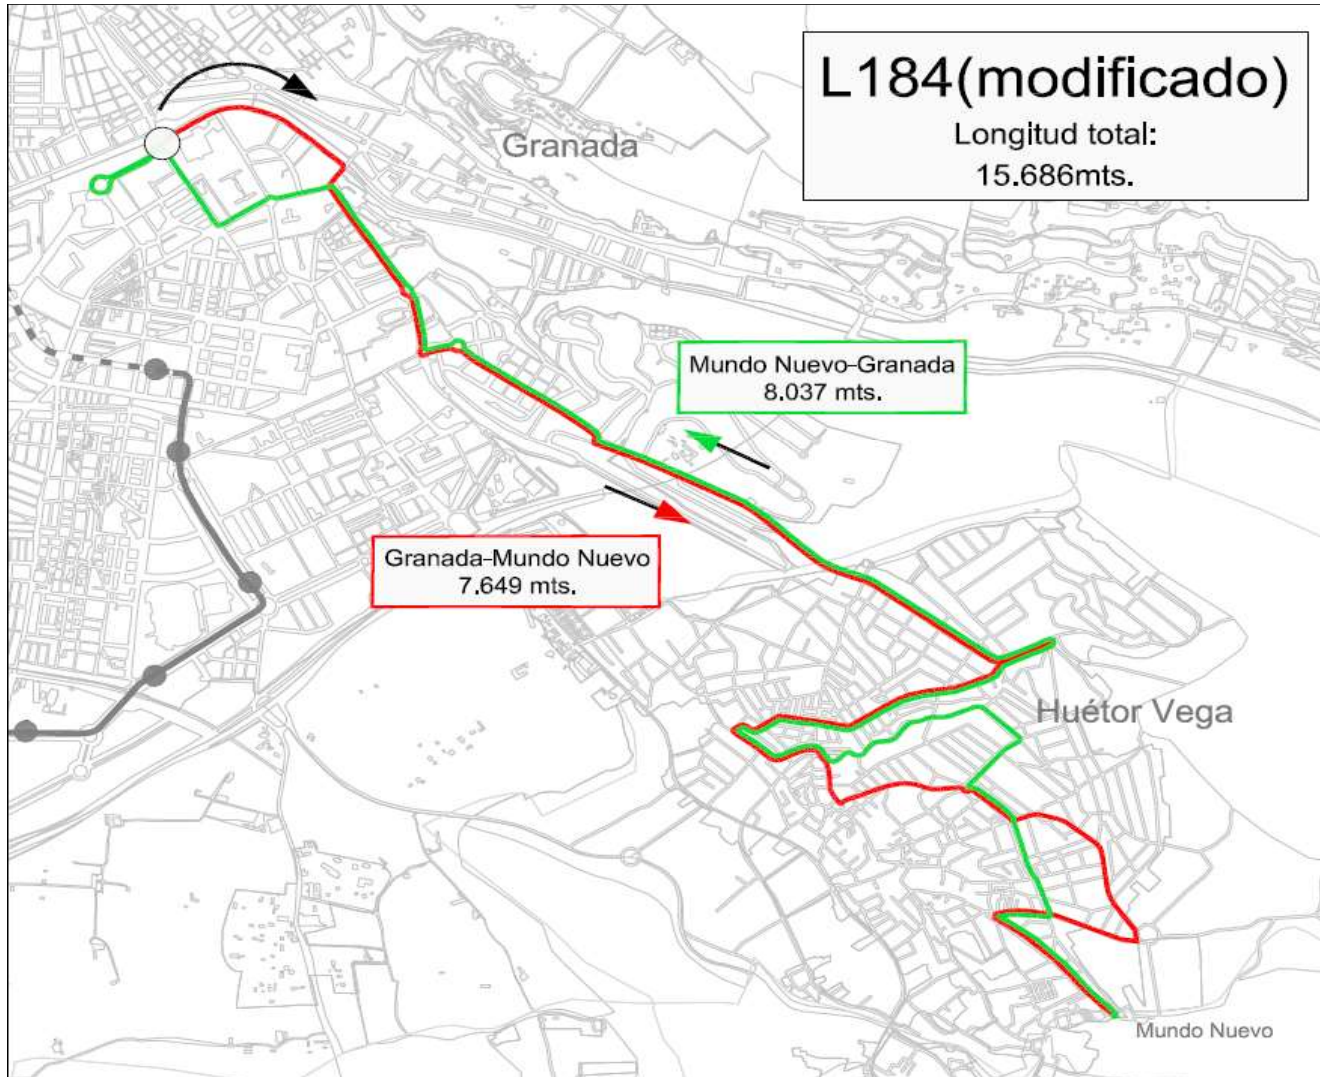 L184(modificado)
Longitud total:
15.686mts.
Granada
Mundo Nuevo-Granada
8.037 mts.
Granada-Mundo Nuevo
7.649 mts.
Huétor Vega
Mundo Nuevo